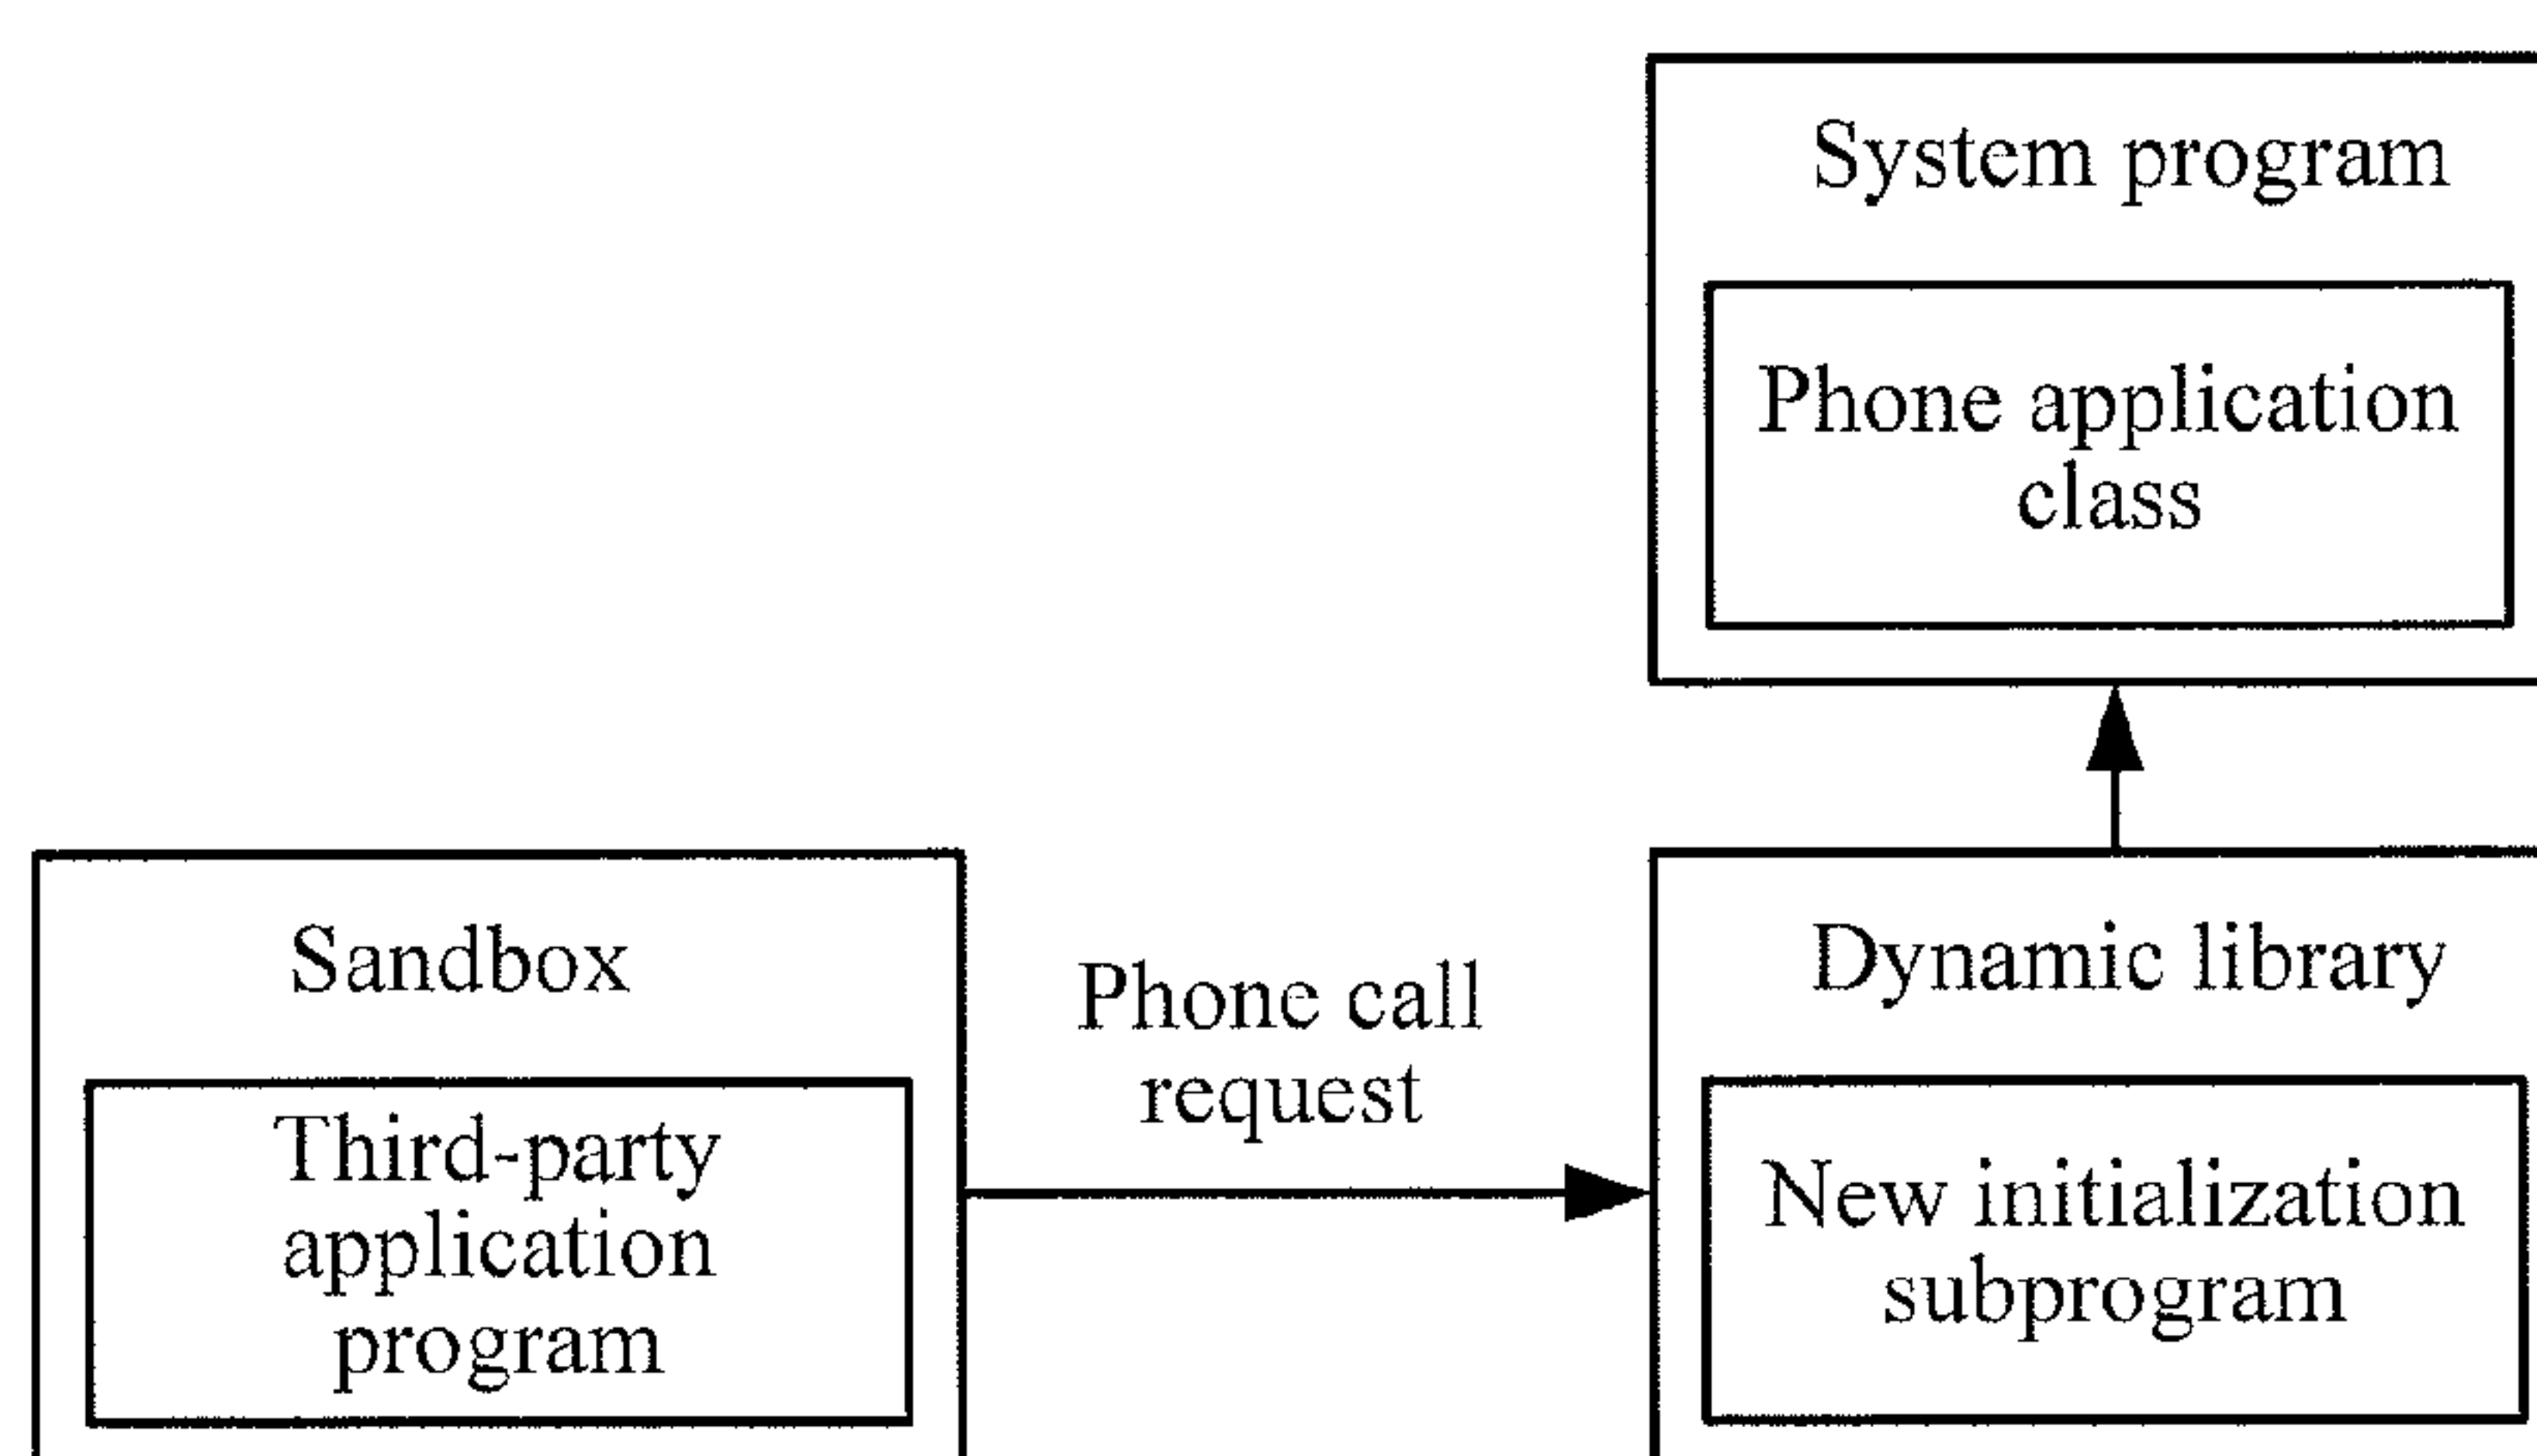 System program
Phone application
class
Sandbox
Third-party
application
program
Phone call
request
Dynamic library
New initialization
subprogram